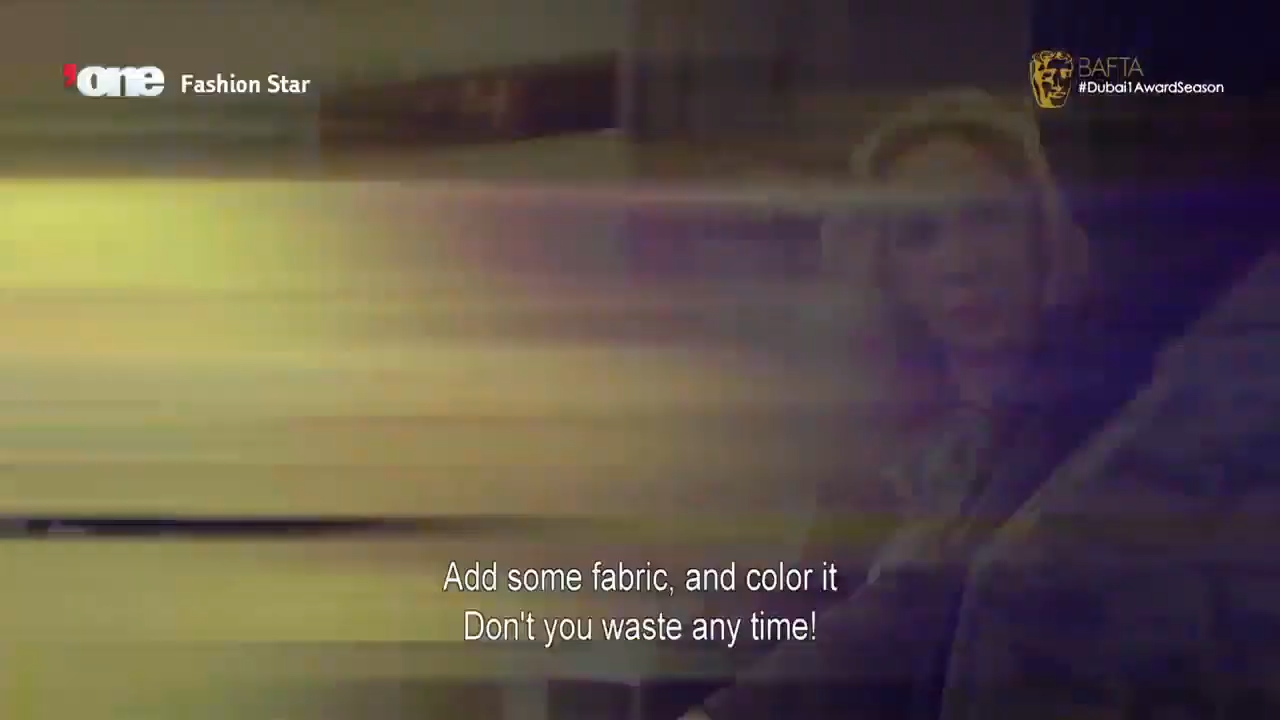 'one Fashion Star
BAFTA
#Dubai1AwardSeason
Add some fabric, and color it
Don't you waste any time!